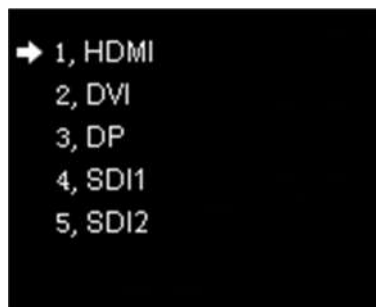 1, HDMI
2, DVI
3, DP
4, SDI1
5, SDI2